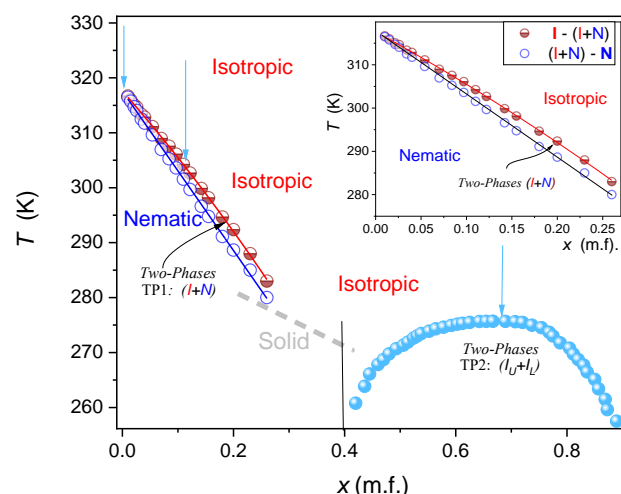 320
310
300
290
280
270
260
T (K)
0.0
0.2
0.4
0.6
0.8
x (m.f.)
Isotropic
Isotropic
Nematic
Two-Phases
TP1: (I+N)
Solid
Isotropic
Two-Phases
TP2: (I_U+I_L)
I - (I+N)
(I+N) - N
Isotropic
Nematic
Two-Phases (I+N)
310
300
290
280
T (K)
0.00
0.05
0.10
0.15
0.20
0.25
x (m.f.)